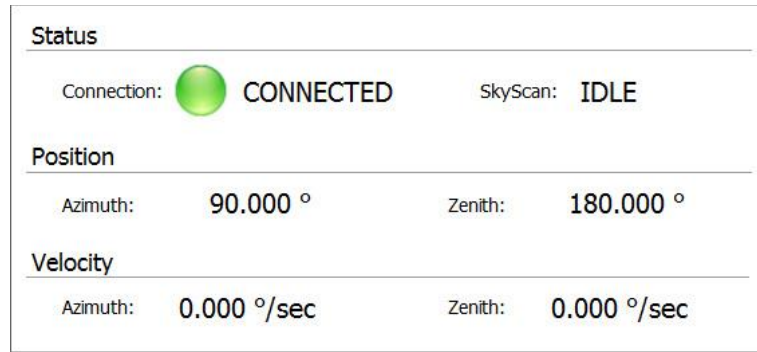 Status
Connection: CONNECTED SkyScan: IDLE
Position
Azimuth: 90.000 ° Zenith: 180.000 °
Velocity
Azimuth: 0.000 °/sec Zenith: 0.000 °/sec